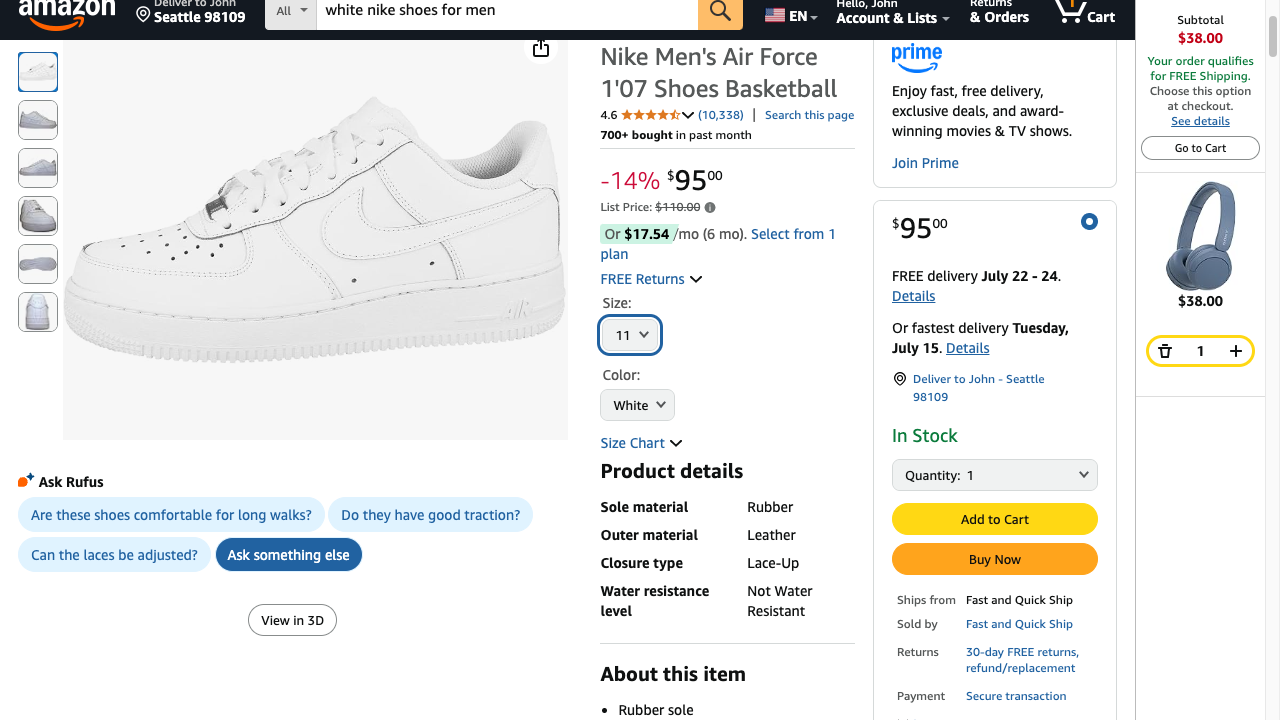 amazon
Deliver to John
Seattle 98109
All
white nike shoes for men
EN
Hello, John
Account & Lists
Returns
& Orders
1
Cart
Nike Men's Air Force
1'07 Shoes Basketball
4.6 (10,338) | Search this page
700+ bought in past month
-14% $95 00
List Price: $110.00
Or $17.54 /mo (6 mo). Select from 1
plan
FREE Returns
Size:
11
Color:
White
Size Chart
Product details
Sole material Rubber
Outer material Leather
Closure type Lace-Up
Water resistance Not Water
level Resistant
About this item
• Rubber sole
Ask Rufus
Are these shoes comfortable for long walks?
Do they have good traction?
Can the laces be adjusted?
Ask something else
View in 3D
prime
Enjoy fast, free delivery,
exclusive deals, and award-
winning movies & TV shows.
Join Prime
$95 00
FREE delivery July 22 - 24.
Details
Or fastest delivery Tuesday,
July 15. Details
Deliver to John - Seattle
98109
In Stock
Quantity: 1
Add to Cart
Buy Now
Ships from Fast and Quick Ship
Sold by Fast and Quick Ship
Returns 30-day FREE returns,
refund/replacement
Payment Secure transaction
Subtotal
$38.00
Your order qualifies
for FREE Shipping.
Choose this option
at checkout.
See details
Go to Cart
SONY
$38.00
1